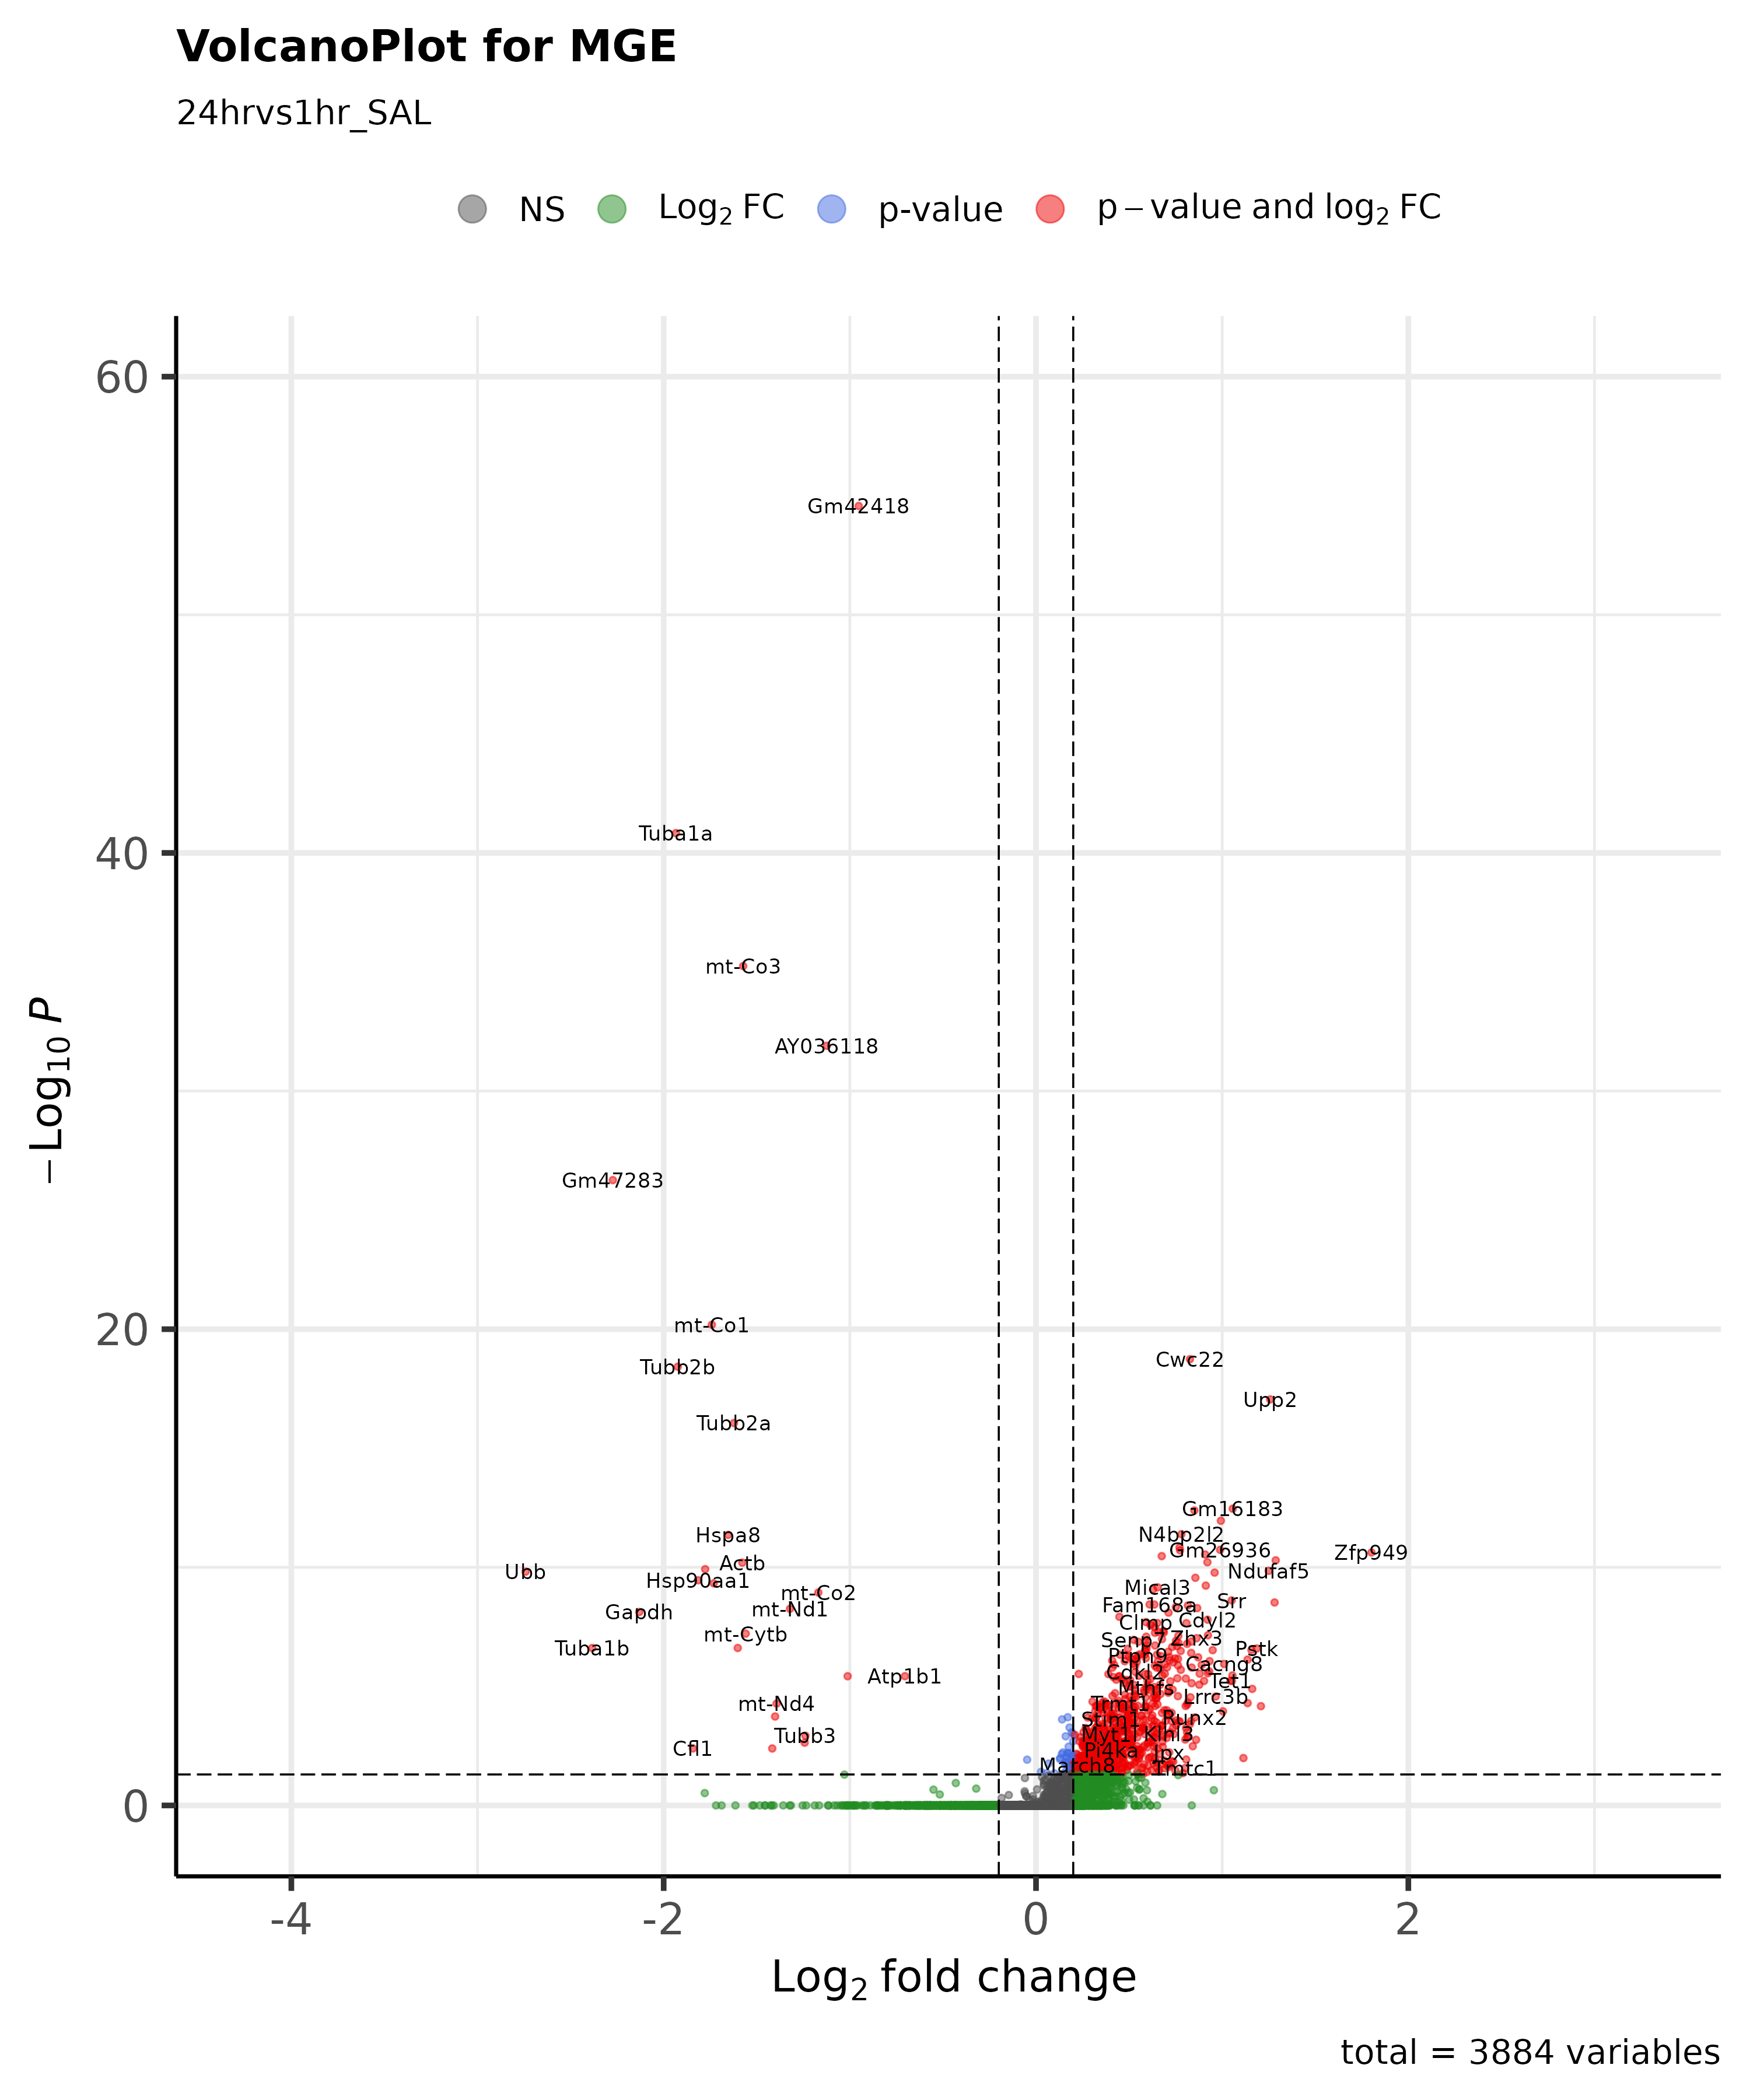 VolcanoPlot for MGE
24hrvs1hr_SAL
NS Log2 FC p-value p − value and log2 FC
60
40
20
0
−Log10 P
Gm42418
Tuba1a
mt-Co3
AY036118
Gm47283
mt-Co1
Tubb2b
Cwc22
Upp2
Tubb2a
Gm16183
Hspa8
N4bp2l2
Gm26936
Zfp949
Actb
Ubb
Ndufaf5
Hsp90aa1
mt-Co2
Mical3
Srr
Fam168a
mt-Nd1
Gapdh
Clmp
Cdyl2
mt-Cytb
Senp7
Zhx3
Tuba1b
Pstk
Ptpn9
Cacng8
Cdkl2
Atp1b1
Tet1
Mthfs
Lrrc3b
mt-Nd4
Trmt1
Stim1
Runx2
Tubb3
Myt1l
Klhl3
Cfl1
Pi4ka
Jpx
March8
Tmtc1
-4 -2 0 2
Log2 fold change
total = 3884 variables